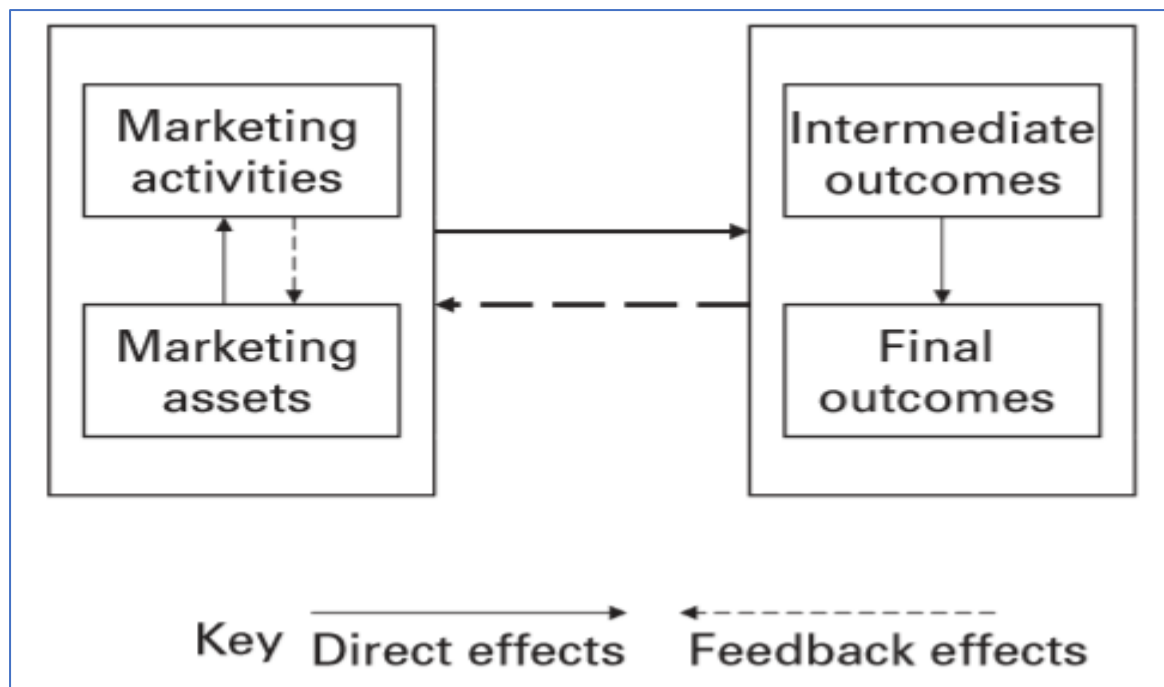 Marketing
activities
Intermediate
outcomes
Marketing
assets
Final
outcomes
Key Direct effects Feedback effects